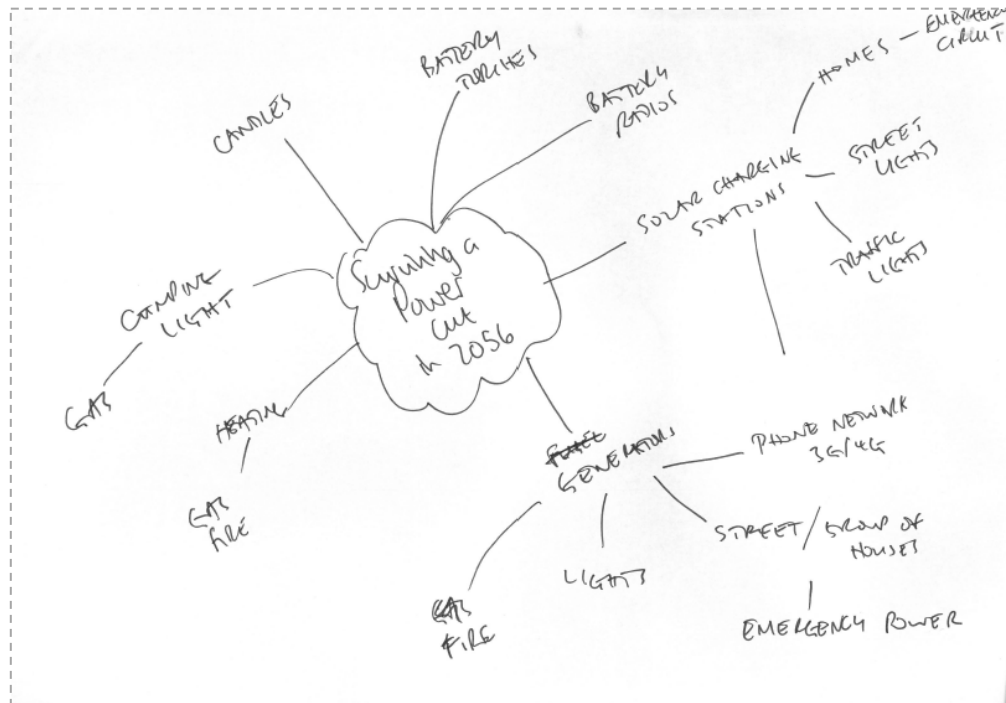 BATTERY
TORCHES
CANDLES
BATTERY
RADIOS
HOMES — EMERGENCY
CIRCUIT
SOLAR CHARGING
STATIONS
STREET
LIGHTS
TRAFFIC
LIGHTS
Surviving a
Power
cut
in 2056
CAMPING
LIGHT
GAS
HEATING
GAS
FIRE
GENERATORS
PHONE NETWORK
3G/4G
STREET / GROUP OF
HOUSES
EMERGENCY POWER
LIGHTS
GAS
FIRE